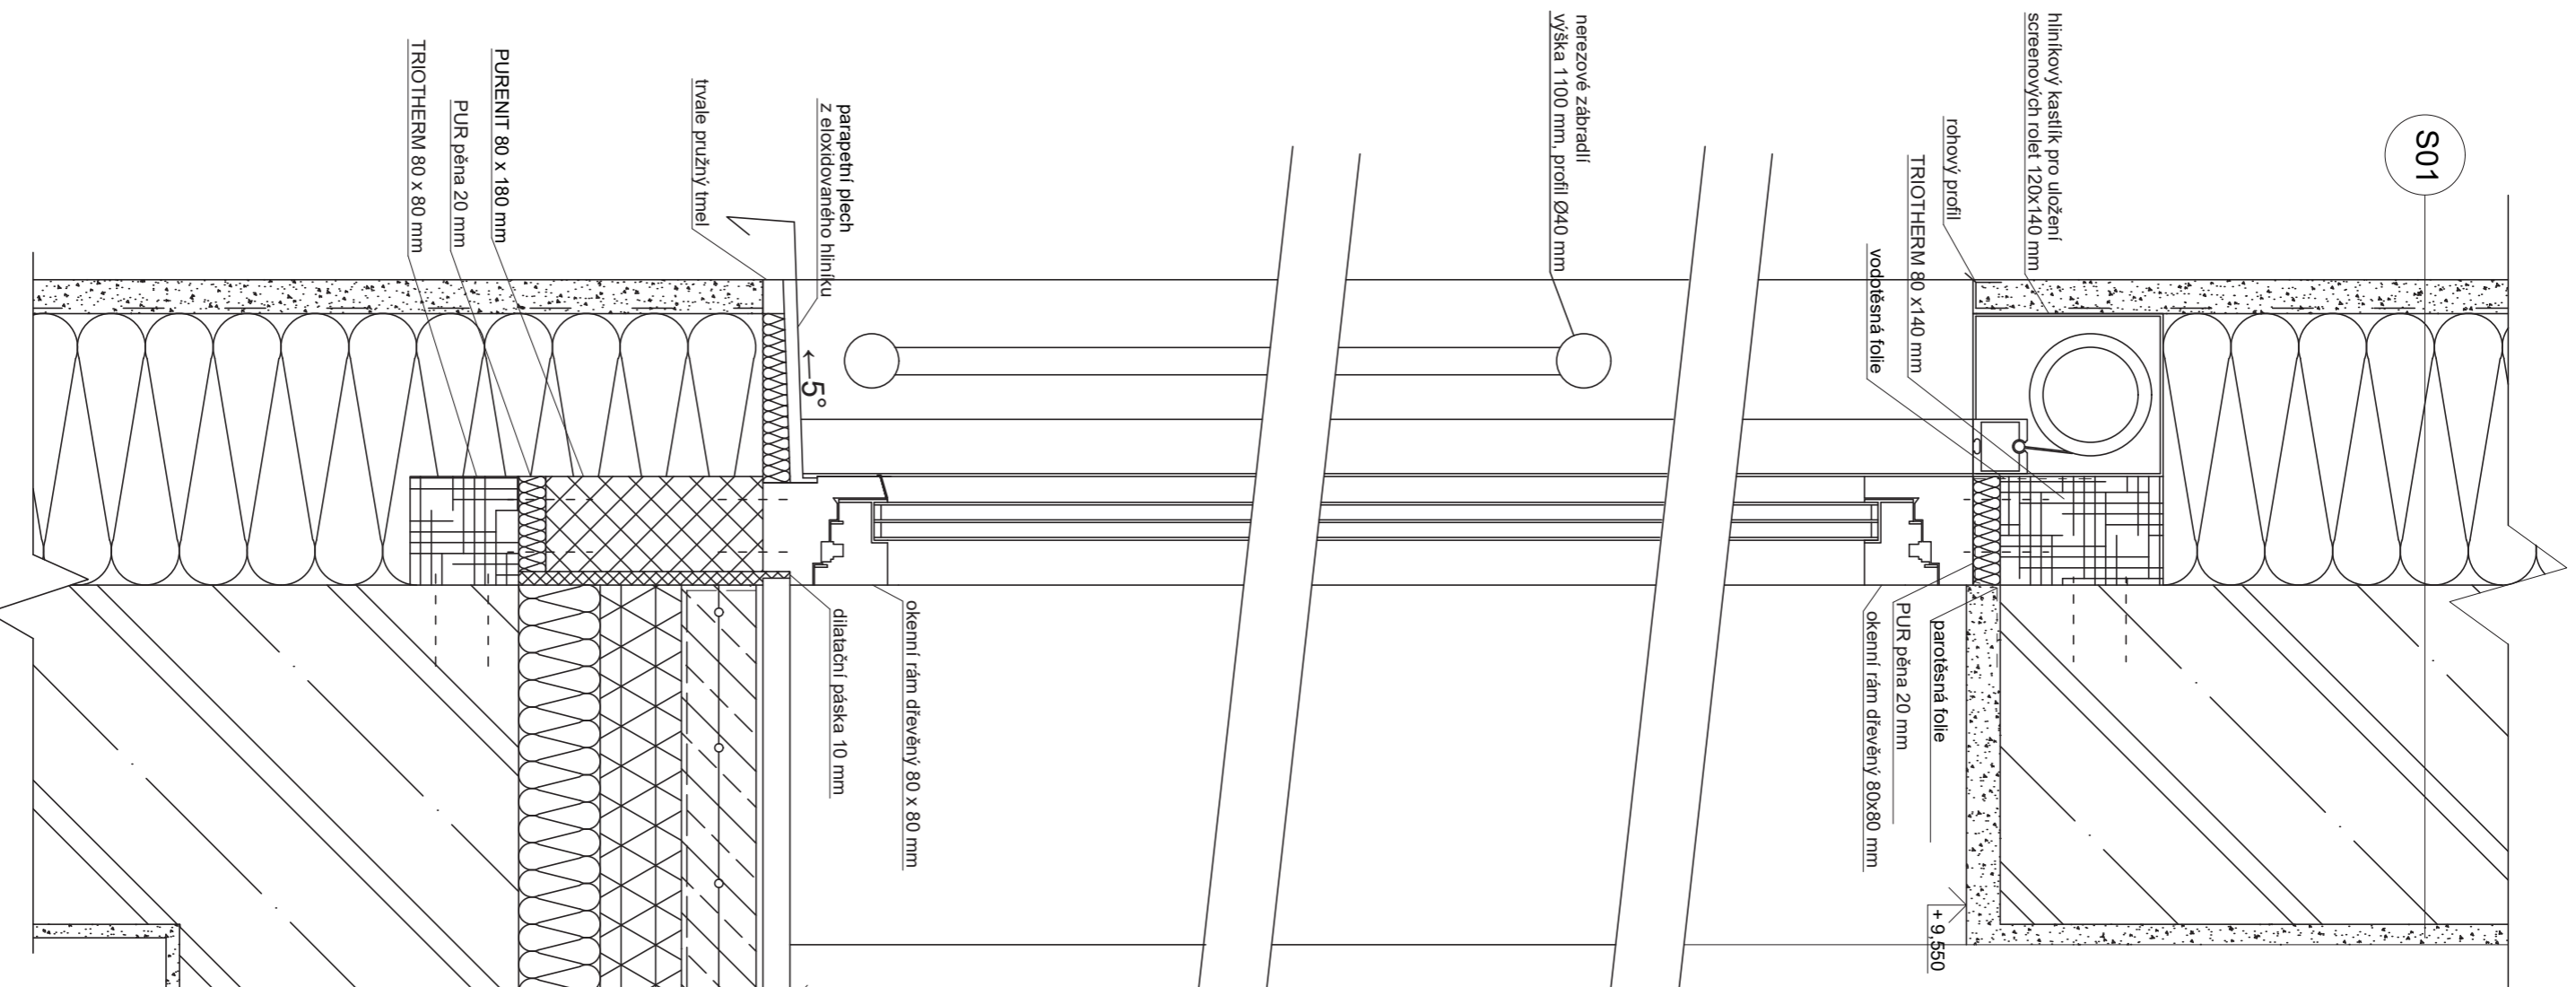 S01
hliníkový kastlík pro uložení
screenových rolet 120x140 mm
rohový profil
TRIOTHERM 80 x140 mm
vodotěsná folie
parotěsná folie
PUR pěna 20 mm
okenní rám dřevěný 80x80 mm
+ 9,550
nerezové zábradlí
výška 1100 mm, profil Ø40 mm
parapetní plech
z eloxidovaného hliníku
5°
trvale pružný tmel
okenní rám dřevěný 80 x 80 mm
dilatační páska 10 mm
PURENIT 80 x 180 mm
PUR pěna 20 mm
TRIOTHERM 80 x 80 mm